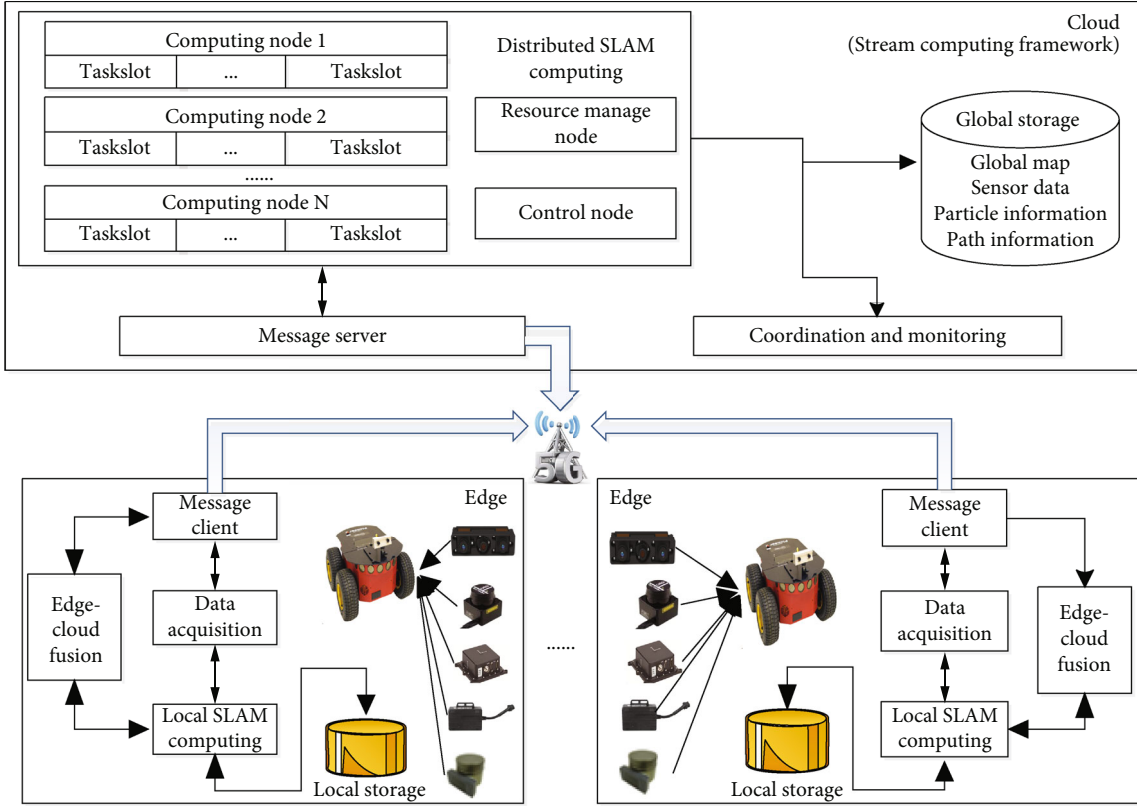 Cloud
(Stream computing framework)
Computing node 1
Taskslot ... Taskslot
Computing node 2
Taskslot ... Taskslot
......
Computing node N
Taskslot ... Taskslot
Distributed SLAM
computing
Resource manage
node
Control node
Global storage
Global map
Sensor data
Particle information
Path information
Message server
Coordination and monitoring
5G
Edge
Message
client
Edge-
cloud
fusion
Data
acquisition
Local SLAM
computing
Local storage
......
Edge
Message
client
Data
acquisition
Edge-
cloud
fusion
Local SLAM
computing
Local storage